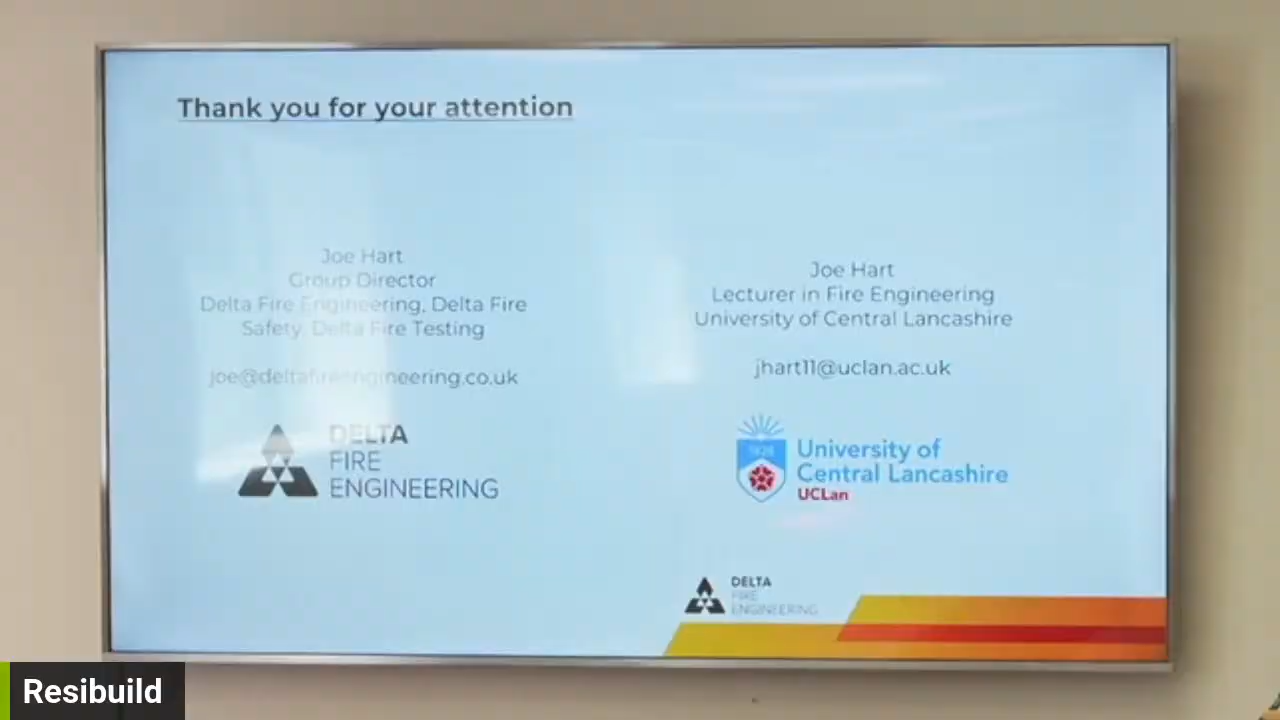 Thank you for your attention
Joe Hart
Group Director
Delta Fire Engineering, Delta Fire
Safety, Delta Fire Testing
joe@deltafireengineering.co.uk
DELTA
FIRE
ENGINEERING
Joe Hart
Lecturer in Fire Engineering
University of Central Lancashire
jhart11@uclan.ac.uk
1828
University of
Central Lancashire
UCLan
DELTA
FIRE
ENGINEERING
Resibuild